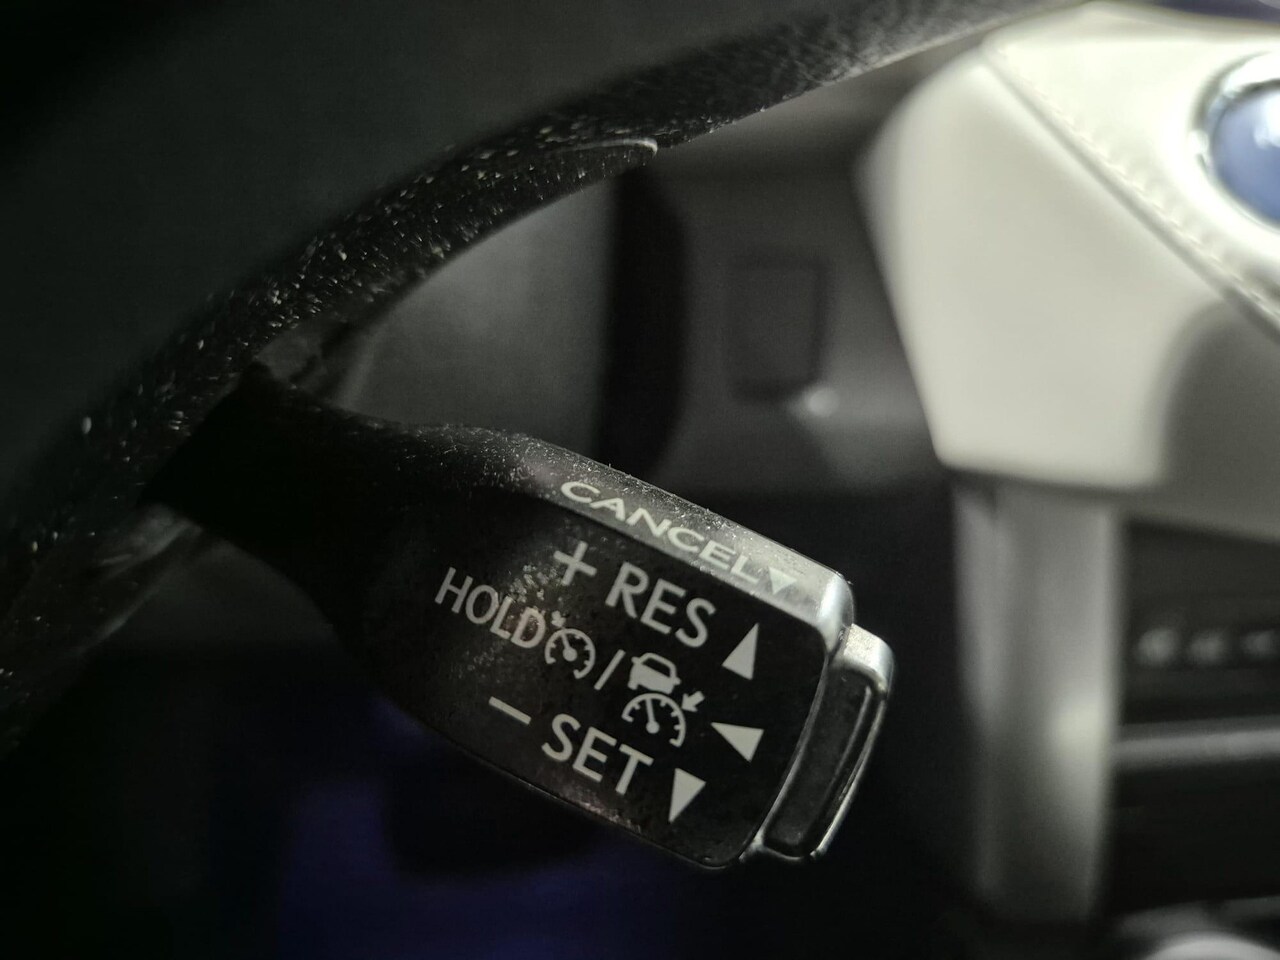 CANCEL▼
+ RES ▲
HOLD / ◀
− SET ▼